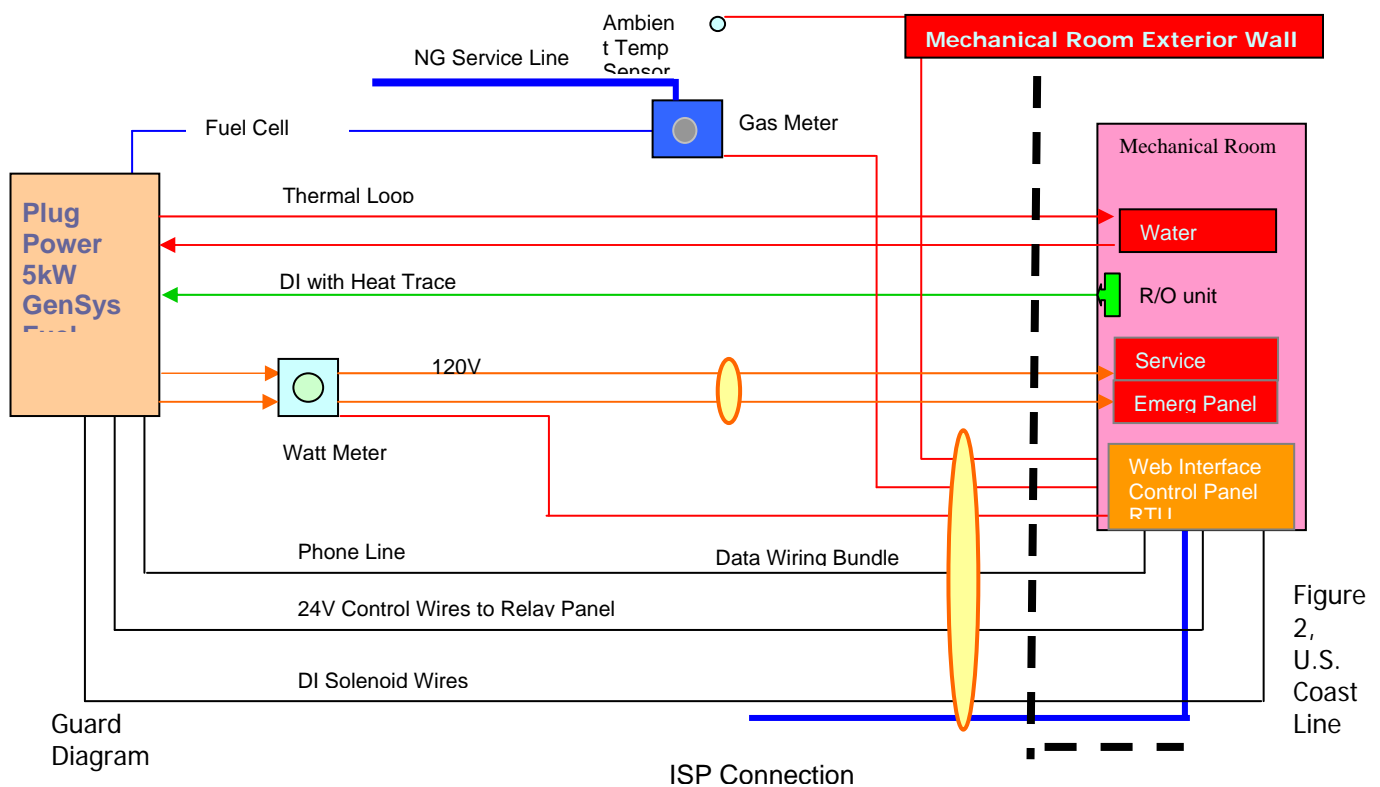 Ambien
t Temp
Sensor
Mechanical Room Exterior Wall
NG Service Line
Fuel Cell
Gas Meter
Mechanical Room
Plug
Power
5kW
GenSys
Fuel
Thermal Loop
Water
DI with Heat Trace
R/O unit
120V
Service
Emerg Panel
Watt Meter
Web Interface
Control Panel
RTU
Phone Line
Data Wiring Bundle
24V Control Wires to Relay Panel
DI Solenoid Wires
Figure
2,
U.S.
Coast
Line
Guard
Diagram
ISP Connection